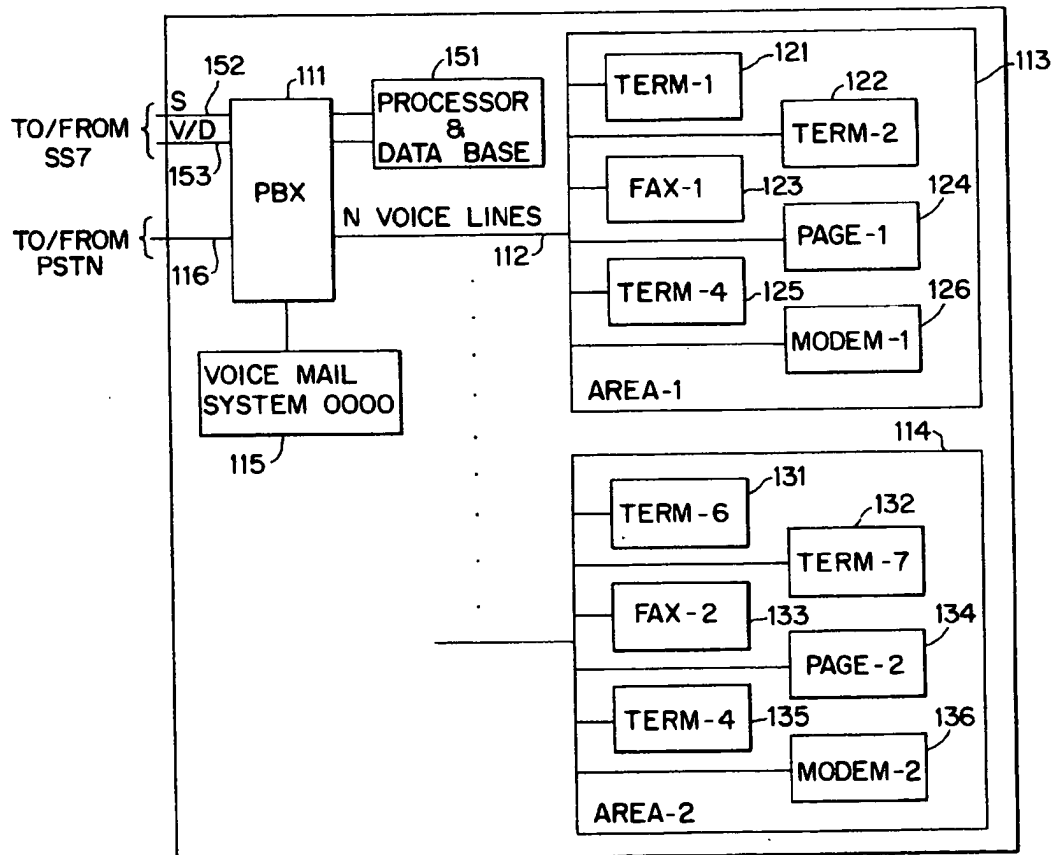 152
111
151
121
113
S
V/D
TO/FROM
SS7
153
PBX
PROCESSOR
&
DATA BASE
TERM-1
122
TERM-2
FAX-1
123
124
N VOICE LINES
112
PAGE-1
TO/FROM
PSTN
116
TERM-4
125
126
MODEM-1
AREA-1
VOICE MAIL
SYSTEM 0000
115
114
131
TERM-6
132
TERM-7
FAX-2
133
134
PAGE-2
TERM-4
135
136
MODEM-2
AREA-2